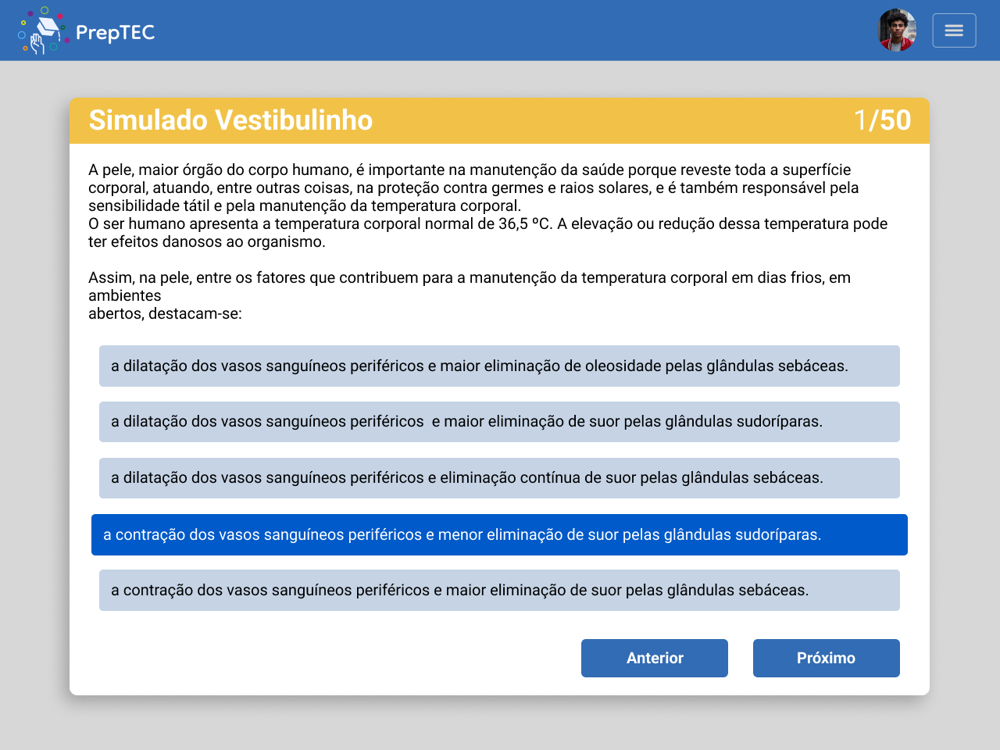 PrepTEC
Simulado Vestibulinho
1/50
A pele, maior órgão do corpo humano, é importante na manutenção da saúde porque reveste toda a superfície
corporal, atuando, entre outras coisas, na proteção contra germes e raios solares, e é também responsável pela
sensibilidade tátil e pela manutenção da temperatura corporal.
O ser humano apresenta a temperatura corporal normal de 36,5 ºC. A elevação ou redução dessa temperatura pode
ter efeitos danosos ao organismo.
Assim, na pele, entre os fatores que contribuem para a manutenção da temperatura corporal em dias frios, em
ambientes
abertos, destacam-se:
a dilatação dos vasos sanguíneos periféricos e maior eliminação de oleosidade pelas glândulas sebáceas.
a dilatação dos vasos sanguíneos periféricos  e maior eliminação de suor pelas glândulas sudoríparas.
a dilatação dos vasos sanguíneos periféricos e eliminação contínua de suor pelas glândulas sebáceas.
a contração dos vasos sanguíneos periféricos e menor eliminação de suor pelas glândulas sudoríparas.
a contração dos vasos sanguíneos periféricos e maior eliminação de suor pelas glândulas sebáceas.
Anterior
Próximo